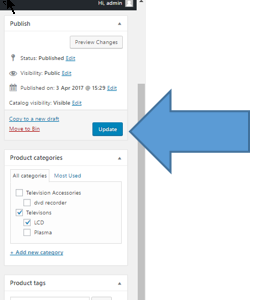 Hi, admin
Publish
Preview Changes
Status: Published Edit
Visibility: Public Edit
Published on: 3 Apr 2017 @ 15:29 Edit
Catalog visibility: Visible Edit
Copy to a new draft
Move to Bin
Update
Product categories
All categories Most Used
Television Accessories
dvd recorder
Televisons
LCD
Plasma
+ Add new category
Product tags